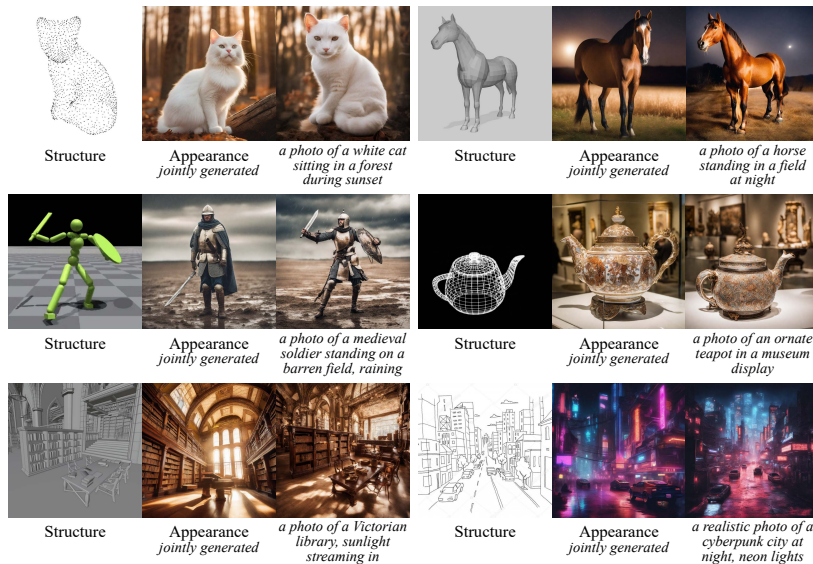 Structure
Appearance
jointly generated
a photo of a white cat
sitting in a forest
during sunset
Structure
Appearance
jointly generated
a photo of a horse
standing in a field
at night
Structure
Appearance
jointly generated
a photo of a medieval
soldier standing on a
barren field, raining
Structure
Appearance
jointly generated
a photo of an ornate
teapot in a museum
display
Structure
Appearance
jointly generated
a photo of a Victorian
library, sunlight
streaming in
Structure
Appearance
jointly generated
a realistic photo of a
cyberpunk city at
night, neon lights